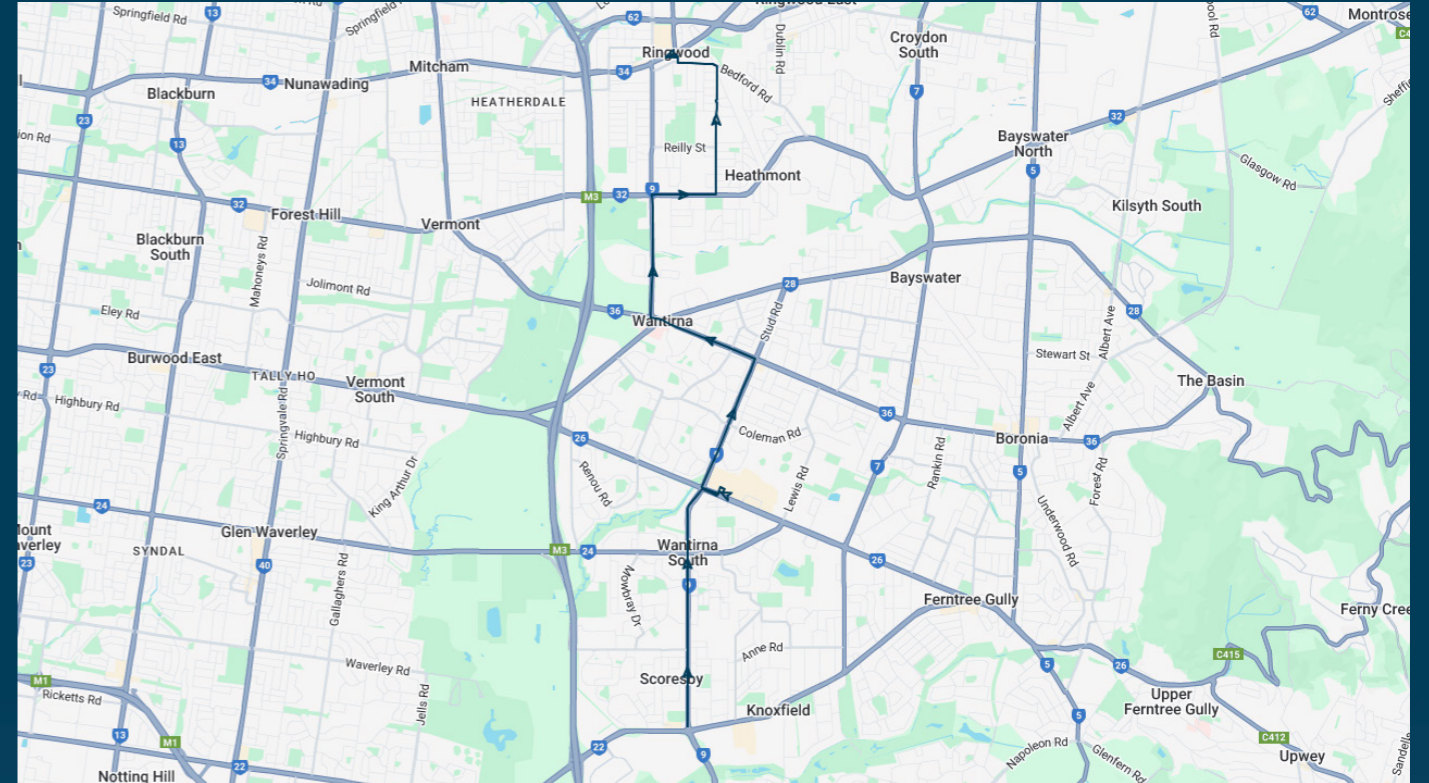 Springfield Rd
13
Springfield
62
Ringwood East
62
Montrose
Ringwood
Dublin Rd
Croydon
South
34
Nunawading
Mitcham
34
Bedford Rd
Blackburn
HEATHERDALE
7
23
32
13
Reilly St
Bayswater
North
Glasgow Rd
Heathmont
5
M3
32
9
32
Forest Hill
Vermont
Kilsyth South
Blackburn
South
Mahoneys Rd
Jolimont Rd
28
Bayswater
Eley Rd
36
Wantirna
Stud Rd
28
Albert Ave
Burwood East
Stewart St
23
TALLY HO
Vermont
South
The Basin
Highbury Rd
Springvale Rd
Albert Ave
36
Highbury Rd
26
Coleman Rd
Boronia
36
King Arthur Dr
Renou Rd
Lewis Rd
7
Rankin Rd
5
Forest Rd
24
Underwood Rd
Glen Waverley
SYNDAL
M3
24
Wantirna
South
26
23
40
Gallaghers Rd
Mowbray Dr
9
Ferntree Gully
Anne Rd
C415
Waverley Rd
Scoresby
5
26
M1
Ricketts Rd
Jells Rd
Knoxfield
Upper
Ferntree Gully
5
13
M1
22
9
C412
22
Napoleon Rd
Glenfern Rd
Upwey
Notting Hill